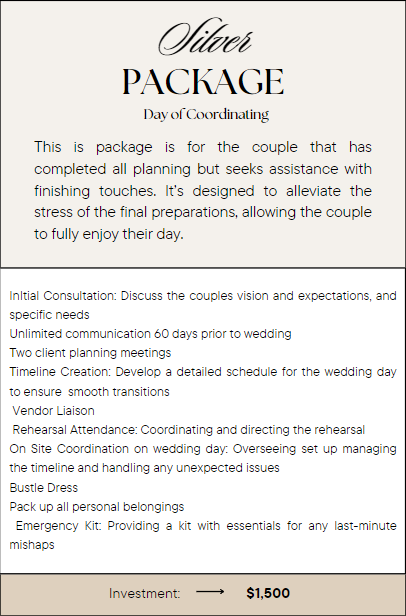 Silver
PACKAGE
Day of Coordinating
This is package is for the couple that has
completed all planning but seeks assistance with
finishing touches. It's designed to alleviate the
stress of the final preparations, allowing the couple
to fully enjoy their day.
InItial Consultation: Discuss the couples vision and expectations, and
specific needs
Unlimited communication 60 days prior to wedding
Two client planning meetings
Timeline Creation: Develop a detailed schedule for the wedding day
to ensure smooth transitions
Vendor Liaison
Rehearsal Attendance: Coordinating and directing the rehearsal
On Site Coordination on wedding day: Overseeing set up managing
the timeline and handling any unexpected issues
Bustle Dress
Pack up all personal belongings
Emergency Kit: Providing a kit with essentials for any last-minute
mishaps
Investment: ⟶ $1,500